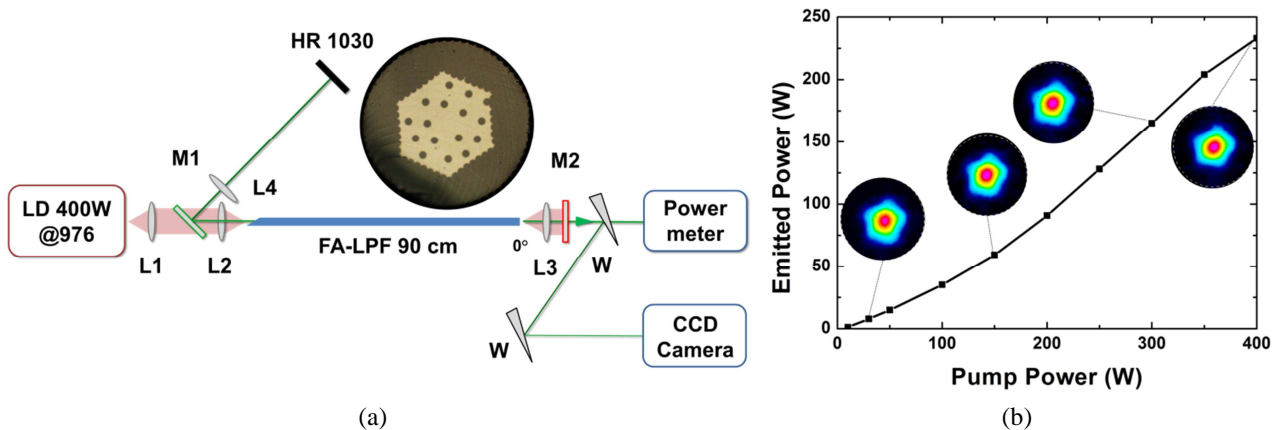 HR 1030
M1
L4
M2
LD 400W
@976
L1
L2
FA-LPF 90 cm
0°
L3
W
Power
meter
W
CCD
Camera
(a)
Emitted Power (W)
250
200
150
100
50
0
0 100 200 300 400
Pump Power (W)
(b)